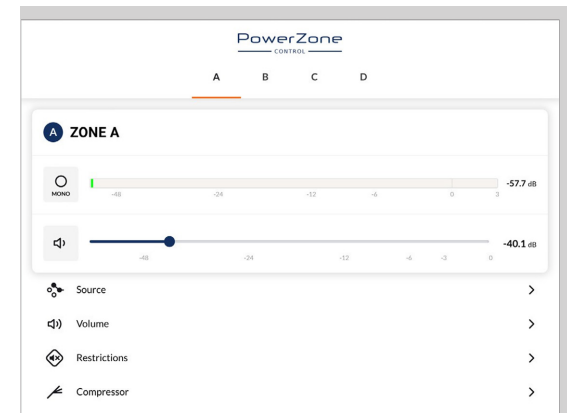 PowerZone
CONTROL
A B C D
A ZONE A
MONO
-57.7 dB
-48 -24 -12 -6 0 3
-40.1 dB
-48 -24 -12 -6 -3 0
Source
Volume
Restrictions
Compressor